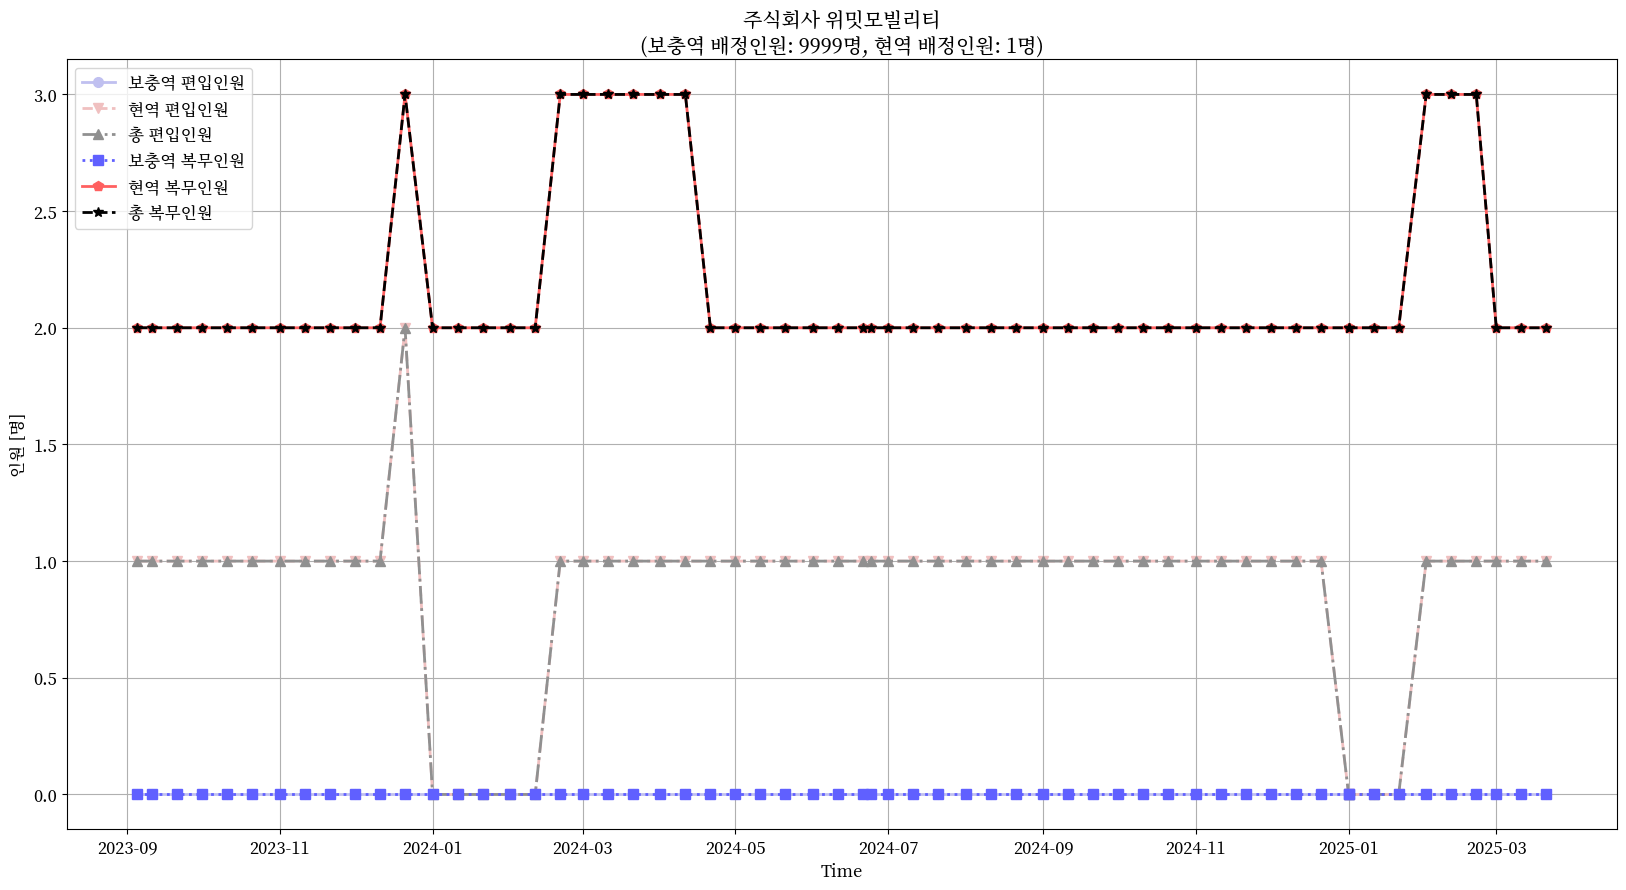 주식회사 위밋모빌리티
(보충역 배정인원: 9999명, 현역 배정인원: 1명)
보충역 편입인원
현역 편입인원
총 편입인원
보충역 복무인원
현역 복무인원
총 복무인원
3.0
2.5
2.0
1.5
1.0
0.5
0.0
인원 [명]
2023-09
2023-11
2024-01
2024-03
2024-05
2024-07
2024-09
2024-11
2025-01
2025-03
Time